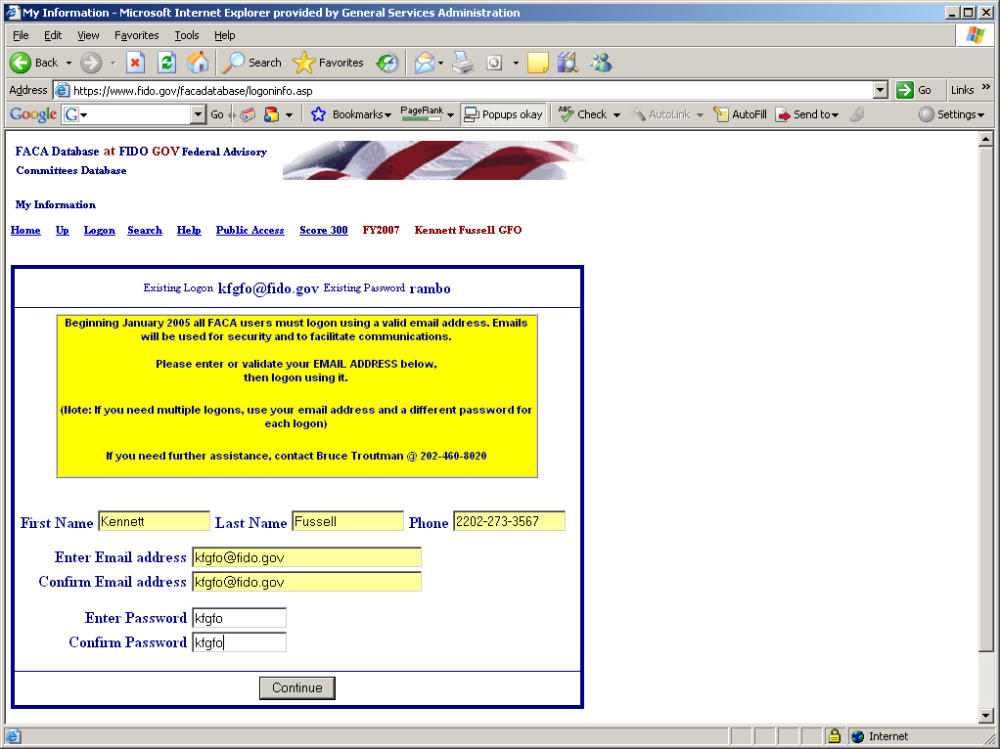 My Information - Microsoft Internet Explorer provided by General Services Administration
File Edit View Favorites Tools Help
Back Search Favorites
Address https://www.fido.gov/facadatabase/logoninfo.asp Go Links »
Google G Go Bookmarks PageRank Popups okay ABC Check AutoLink AutoFill Send to Settings
FACA Database at FIDO GOV Federal Advisory
Committees Database
My Information
Home Up Logon Search Help Public Access Score 300 FY2007 Kennett Fussell GFO
Existing Logon kfgfo@fido.gov Existing Password rambo
Beginning January 2005 all FACA users must logon using a valid email address. Emails
will be used for security and to facilitate communications.
Please enter or validate your EMAIL ADDRESS below,
then logon using it.
(Note: If you need multiple logons, use your email address and a different password for
each logon)
If you need further assistance, contact Bruce Troutman @ 202-460-8020
First Name Kennett Last Name Fussell Phone 2202-273-3567
Enter Email address kfgfo@fido.gov
Confirm Email address kfgfo@fido.gov
Enter Password kfgfo
Confirm Password kfgfo
Continue
Internet